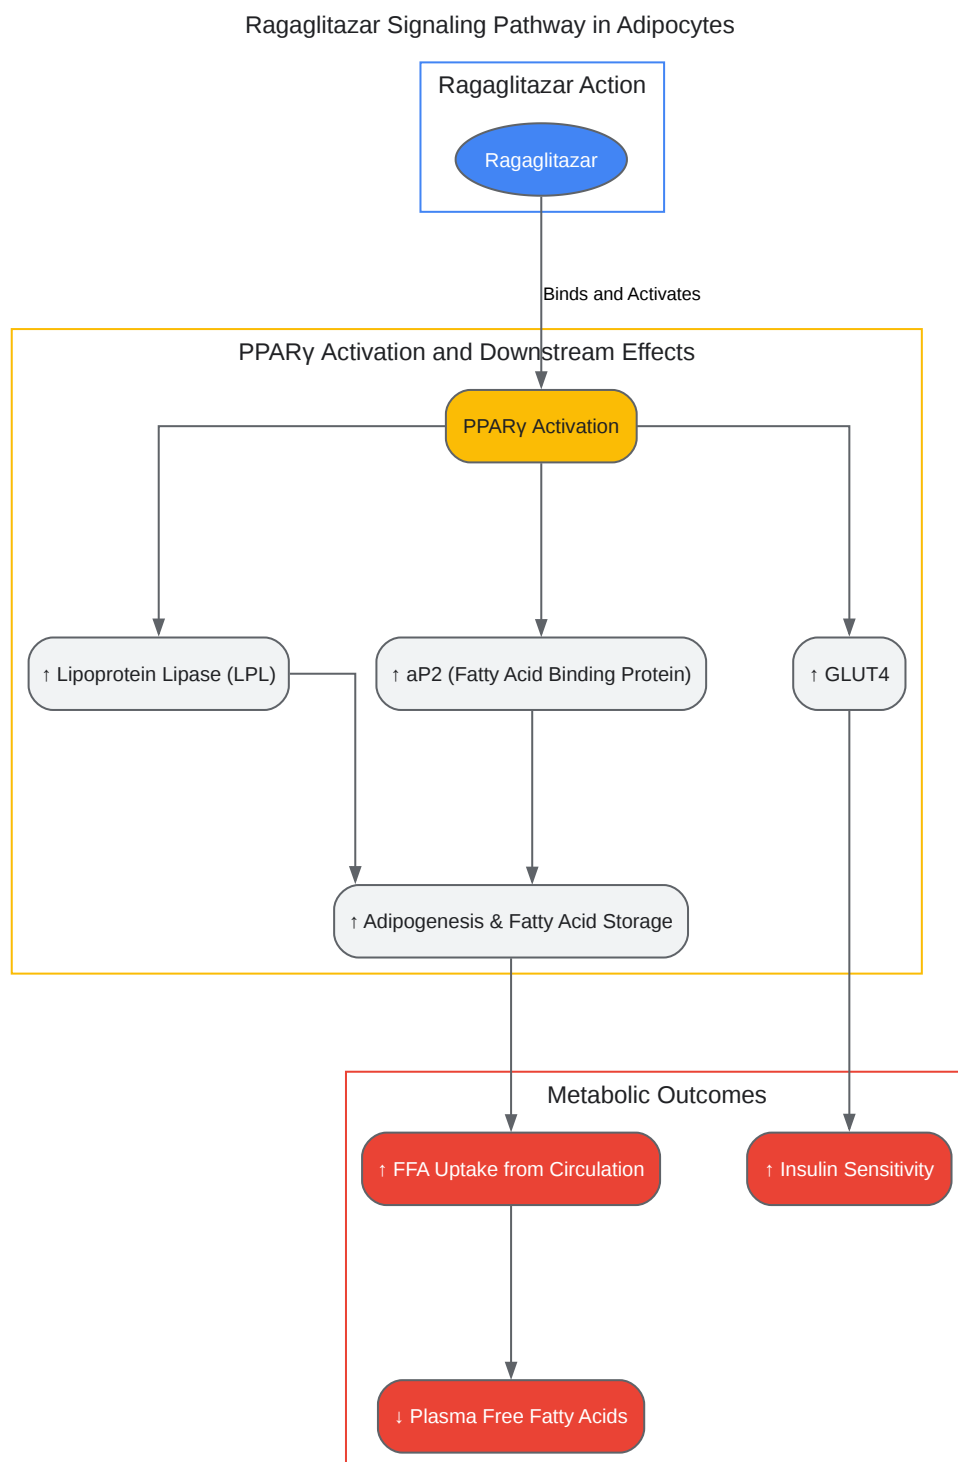 Ragaglitazar Signaling Pathway in Adipocytes
Ragaglitazar Action
Ragaglitazar
Binds and Activates
PPARγ Activation and Downstream Effects
PPARγ Activation
↑ Lipoprotein Lipase (LPL)
↑ aP2 (Fatty Acid Binding Protein)
↑ GLUT4
↑ Adipogenesis & Fatty Acid Storage
Metabolic Outcomes
↑ FFA Uptake from Circulation
↑ Insulin Sensitivity
↓ Plasma Free Fatty Acids